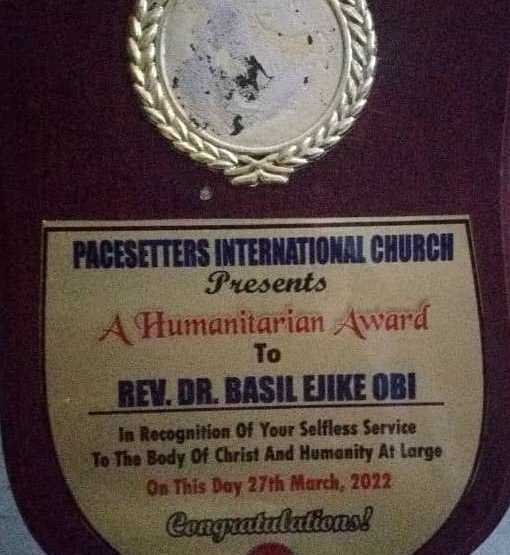 PACESETTERS INTERNATIONAL CHURCH
Presents
A Humanitarian Award
To
REV. DR. BASIL EJIKE OBI
In Recognition Of Your Selfless Service
To The Body Of Christ And Humanity At Large
On This Day 27th March, 2022
Congratulations!